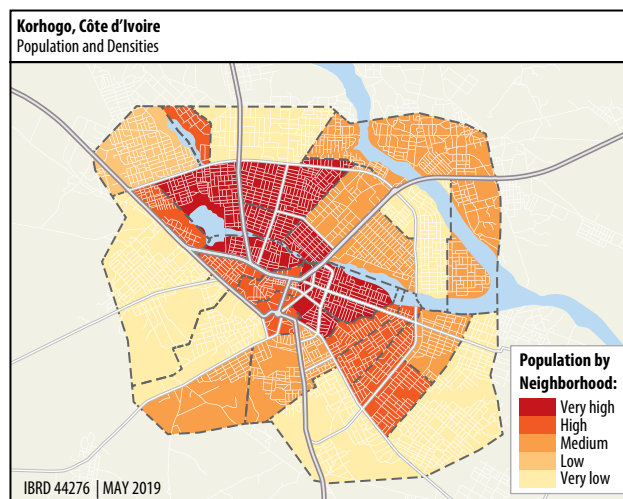 Korhogo, Côte d'Ivoire
Population and Densities
Population by
Neighborhood:
Very high
High
Medium
Low
Very low
IBRD 44276 | MAY 2019